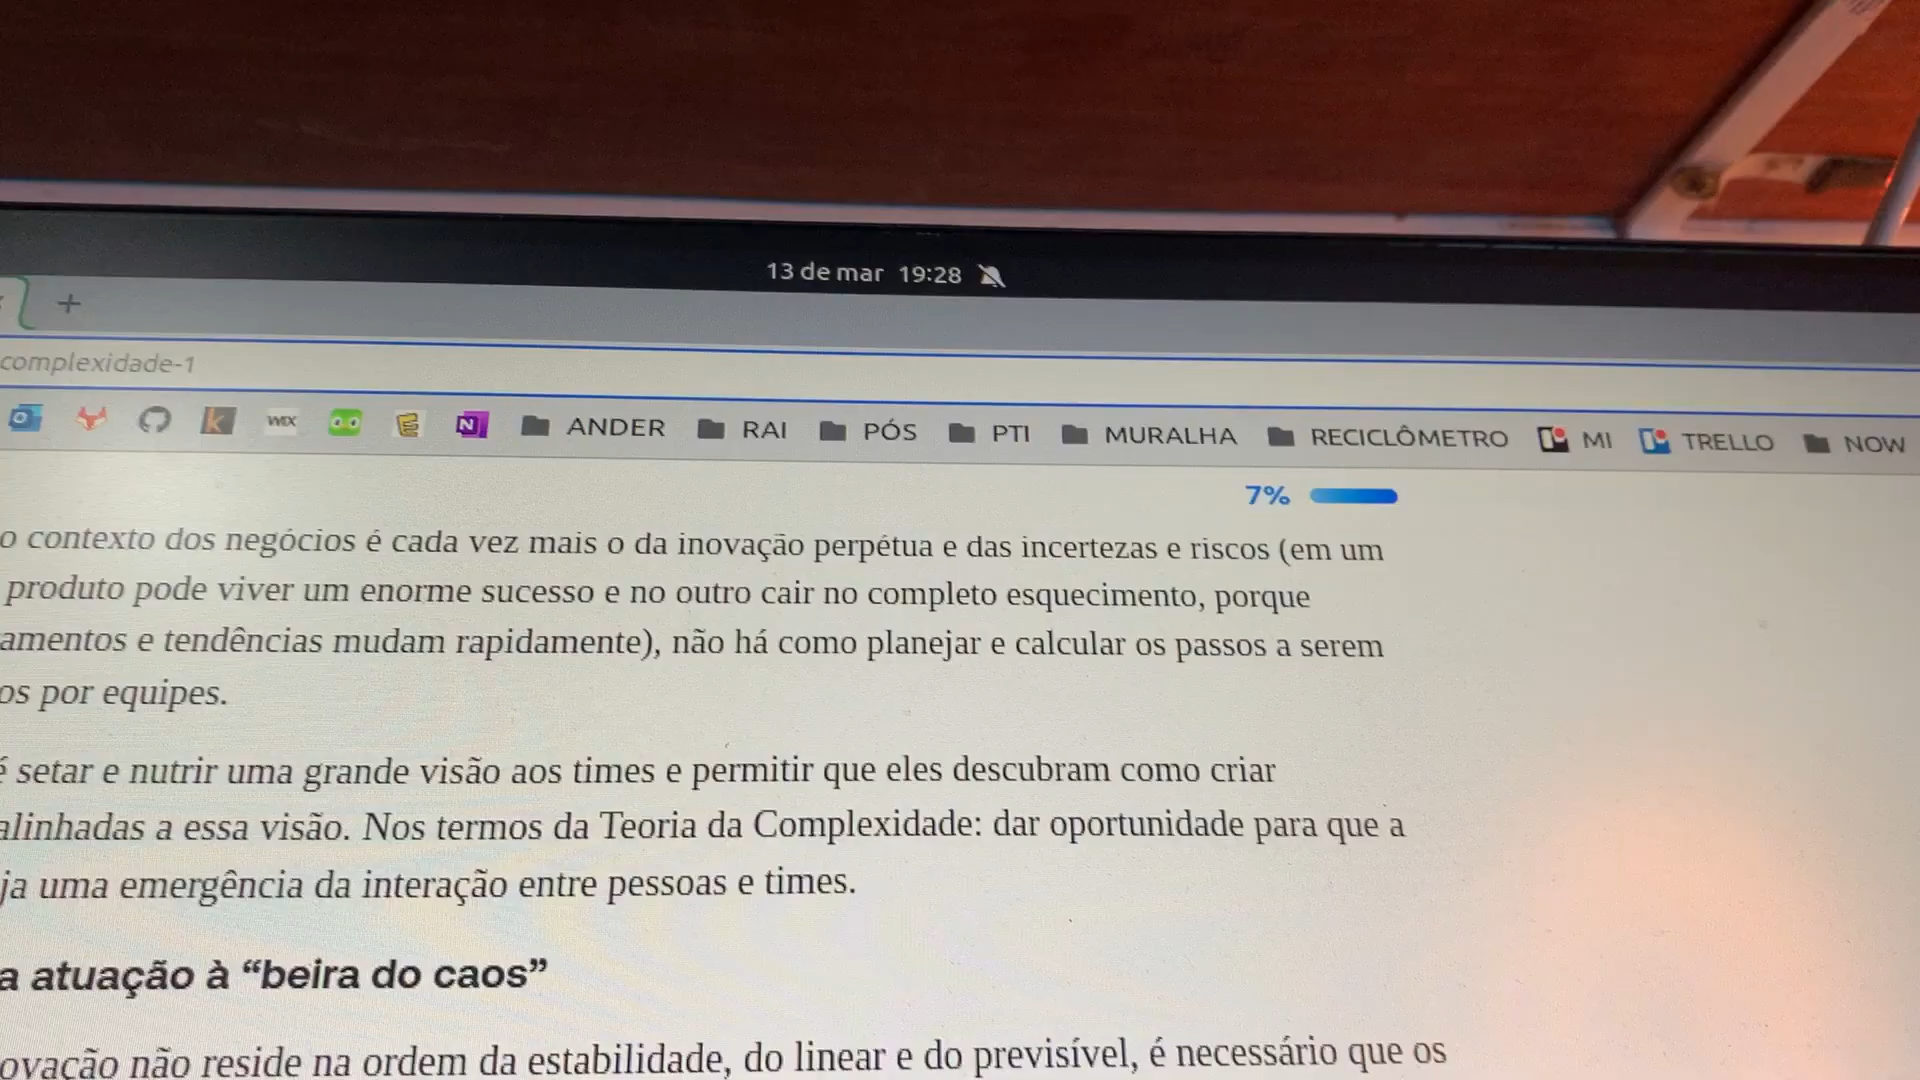 13 de mar 19:28
complexidade-1
WIX ANDER RAI PÓS PTI MURALHA RECICLÔMETRO MI TRELLO NOW
7%
o contexto dos negócios é cada vez mais o da inovação perpétua e das incertezas e riscos (em um
produto pode viver um enorme sucesso e no outro cair no completo esquecimento, porque
amentos e tendências mudam rapidamente), não há como planejar e calcular os passos a serem
os por equipes.
é setar e nutrir uma grande visão aos times e permitir que eles descubram como criar
alinhadas a essa visão. Nos termos da Teoria da Complexidade: dar oportunidade para que a
ja uma emergência da interação entre pessoas e times.
a atuação à “beira do caos”
ovação não reside na ordem da estabilidade, do linear e do previsível, é necessário que os